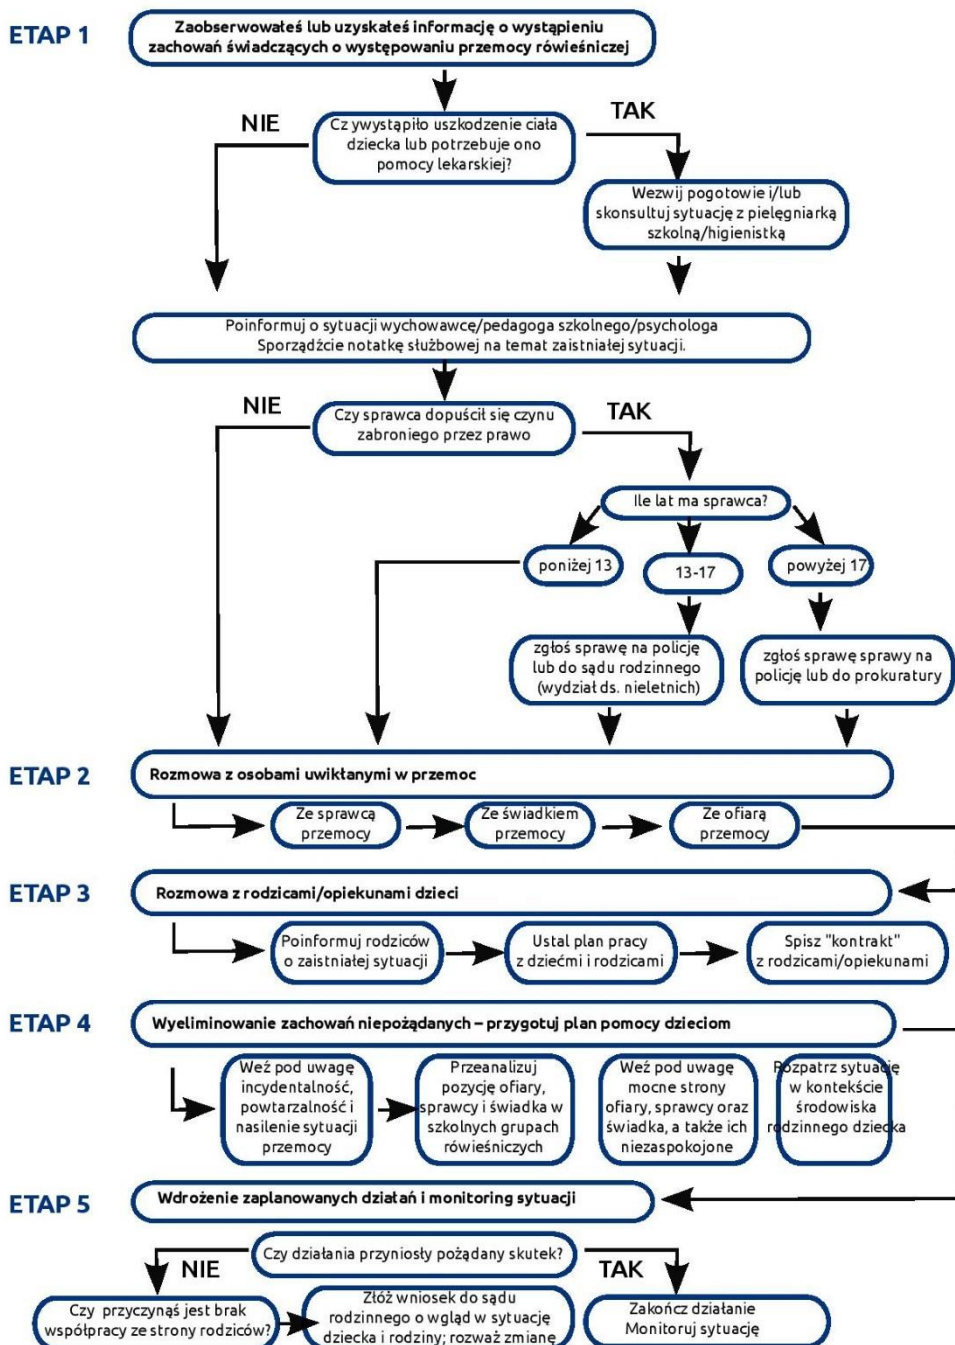 ETAP 1
Zaobserwowałeś lub uzyskałeś informację o wystąpieniu
zachowań świadczących o występowaniu przemocy rówieśniczej
NIE
TAK
Cz ywystąpiło uszkodzenie ciała
dziecka lub potrzebuje ono
pomocy lekarskiej?
Wezwij pogotowie i/lub
skonsultuj sytuację z pielęgniarką
szkolną/higienistką
Poinformuj o sytuacji wychowawcę/pedagoga szkolnego/psychologa
Sporządźcie notatkę służbowej na temat zaistniałej sytuacji.
NIE
TAK
Czy sprawca dopuścił się czynu
zabroniego przez prawo
Ile lat ma sprawca?
poniżej 13
13-17
powyżej 17
zgłoś sprawę na policję
lub do sądu rodzinnego
(wydział ds. nieletnich)
zgłoś sprawę sprawy na
policję lub do prokuratury
ETAP 2
Rozmowa z osobami uwikłanymi w przemoc
Ze sprawcą
przemocy
Ze świadkiem
przemocy
Ze ofiarą
przemocy
ETAP 3
Rozmowa z rodzicami/opiekunami dzieci
Poinformuj rodziców
o zaistniałej sytuacji
Ustal plan pracy
z dziećmi i rodzicami
Spisz "kontrakt"
z rodzicami/opiekunami
ETAP 4
Wyeliminowanie zachowań niepożądanych – przygotuj plan pomocy dzieciom
Weź pod uwagę
incydentalność,
powtarzalność i
nasilenie sytuacji
przemocy
Przeanalizuj
pozycję ofiary,
sprawcy i świadka w
szkolnych grupach
rówieśniczych
Weź pod uwagę
mocne strony
ofiary, sprawcy oraz
świadka, a także ich
niezaspokojone
Rozpatrz sytuację
w kontekście
środowiska
rodzinnego dziecka
ETAP 5
Wdrożenie zaplanowanych działań i monitoring sytuacji
Czy działania przyniosły pożądany skutek?
NIE
TAK
Czy przyczynąś jest brak
współpracy ze strony rodziców?
Złóż wniosek do sądu
rodzinnego o wgląd w sytuację
dziecka i rodziny; rozważ zmianę
Zakończ działanie
Monitoruj sytuację